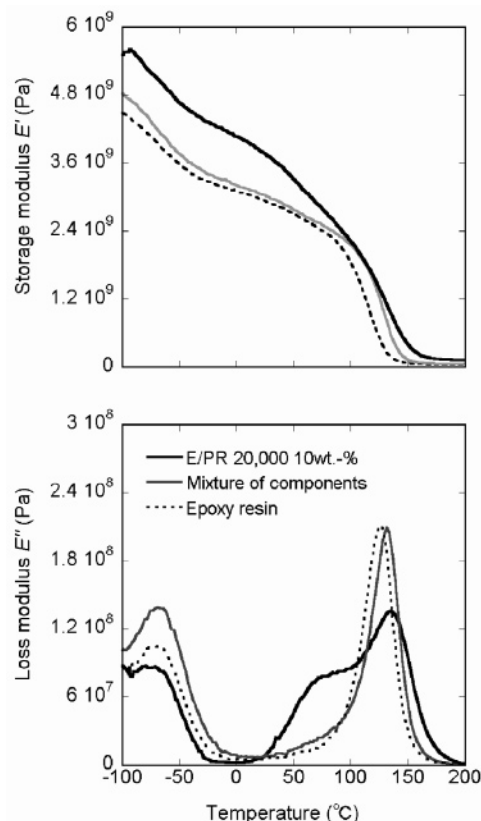 6 10⁹
4.8 10⁹
3.6 10⁹
2.4 10⁹
1.2 10⁹
0
Storage modulus E' (Pa)
3 10⁸
2.4 10⁸
1.8 10⁸
1.2 10⁸
6 10⁷
0
Loss modulus E" (Pa)
E/PR 20,000 10wt.-%
Mixture of components
Epoxy resin
-100 -50 0 50 100 150 200
Temperature (°C)